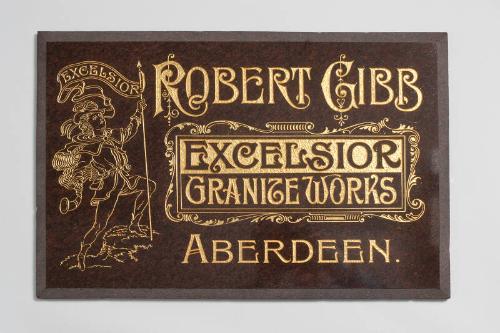 EXCELSIOR
ROBERT GIBB
EXCELSIOR
GRANITE WORKS
ABERDEEN.